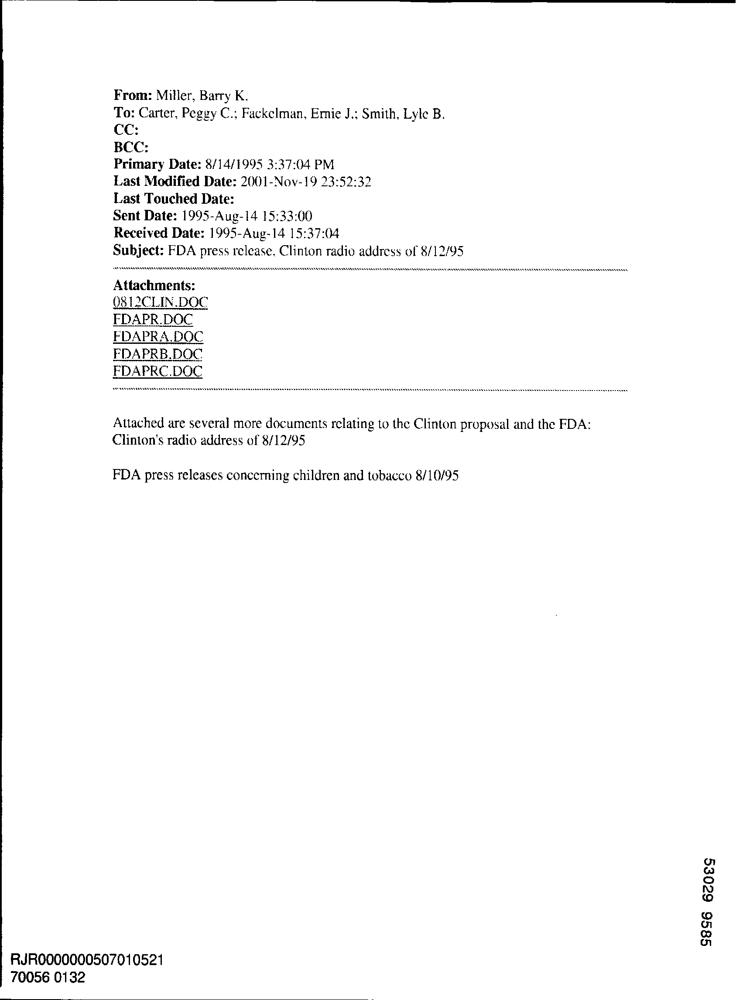 From: Miller, Barry K.
To: Carter, Peggy C.; Fackelman, Ernie J.; Smith, Lyle B.
CC:
BCC:
Primary Date: 8/14/1995 3:37:04 PM
Last Modified Date: 2001-Nov-19 23:52:32
Last Touched Date:
Sent Date: 1995-Aug-14 15:33:00
Received Date: 1995-Aug-14 15:37:04
Subject: FDA press release, Clinton radio address of 8/12/95
Attachments:
0812CLIN.DOC
FDAPR.DOC
FDAPRA.DOC
FDAPRB.DOC
FDAPRC.DOC
Attached are several more documents relating to the Clinton proposal and the FDA:
Clinton's radio address of 8/12/95
FDA press releases concerning children and tobacco 8/10/95
53029 9585
RJR0000000507010521
70056 0132